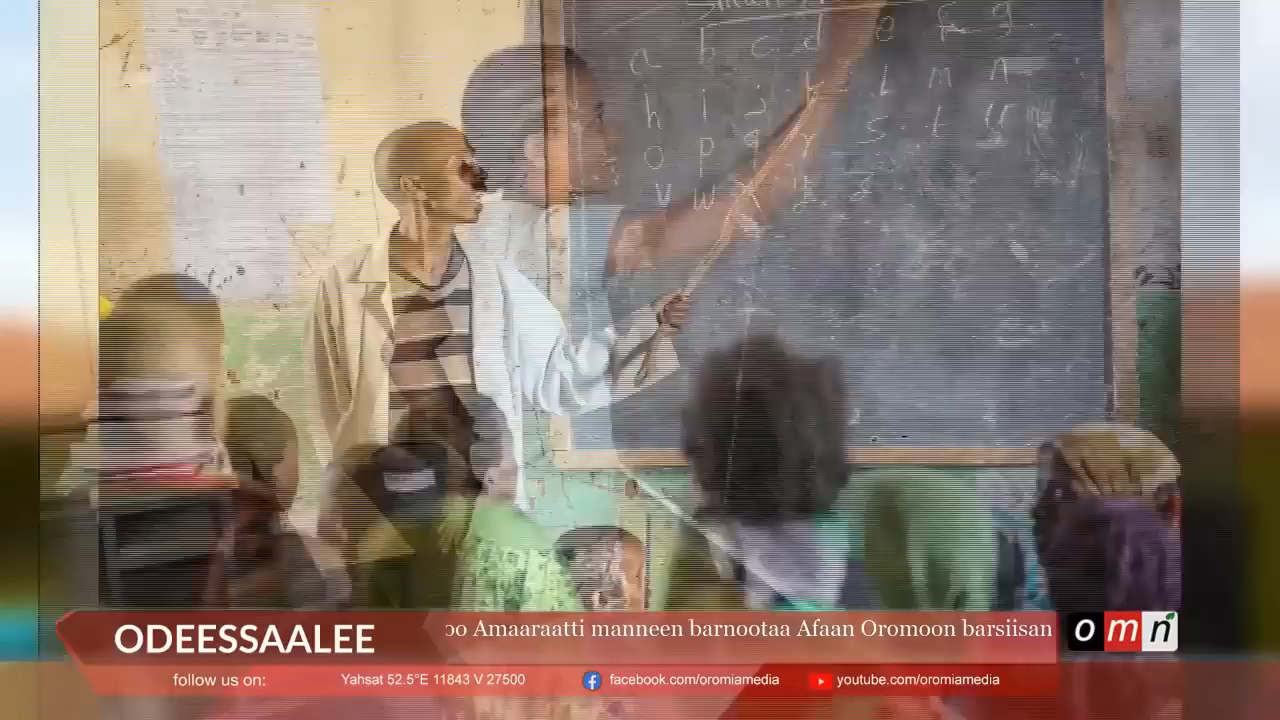 a b c d e f g
h i j k L m n
o p q r s t u
v w x y z
ODEESSAALEE
Amaaraatti manneen barnootaa Afaan Oromoon barsiisan
omn
follow us on:
Yahsat 52.5°E 11843 V 27500
facebook.com/oromiamedia
youtube.com/oromiamedia